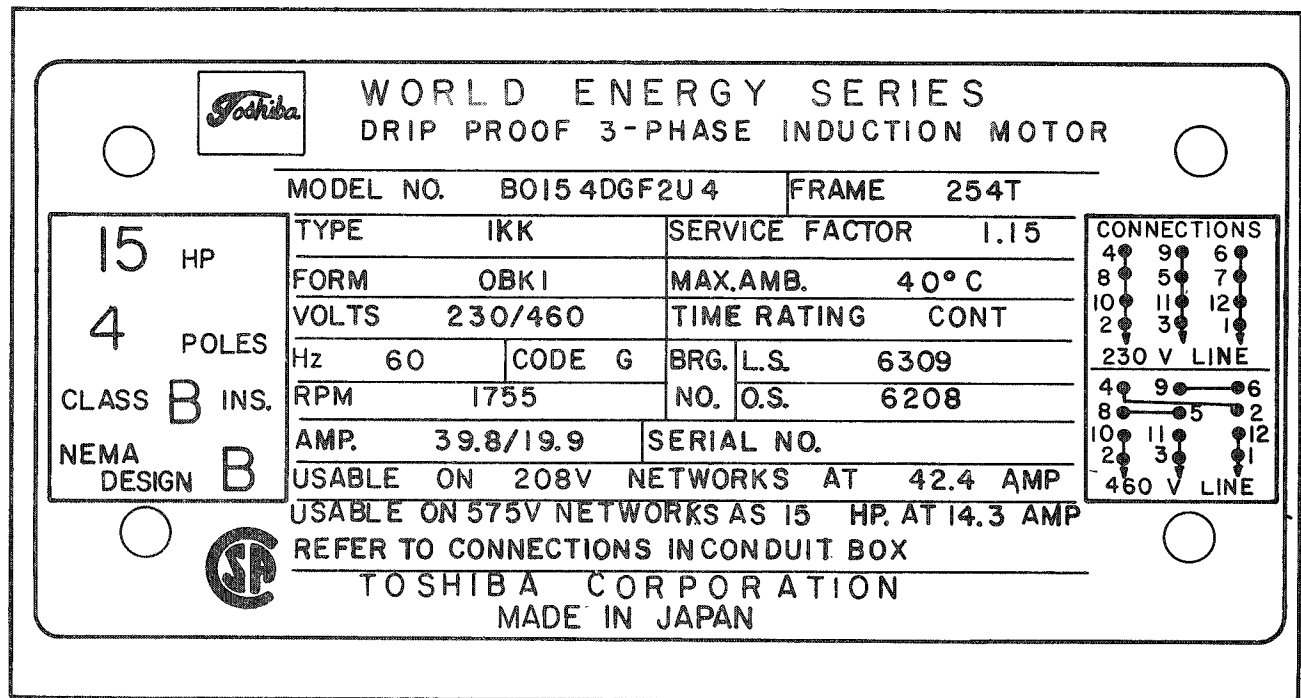 Toshiba
WORLD ENERGY SERIES
DRIP PROOF 3-PHASE INDUCTION MOTOR
MODEL NO. B0154DGF2U4 FRAME 254T
15 HP
4 POLES
CLASS B INS.
NEMA
DESIGN B
TYPE IKK SERVICE FACTOR 1.15
FORM OBK1 MAX.AMB. 40°C
VOLTS 230/460 TIME RATING CONT
Hz 60 CODE G BRG. L.S. 6309
RPM 1755 NO. O.S. 6208
AMP. 39.8/19.9 SERIAL NO.
USABLE ON 208V NETWORKS AT 42.4 AMP
USABLE ON 575V NETWORKS AS 15 HP. AT 14.3 AMP
REFER TO CONNECTIONS IN CONDUIT BOX
TOSHIBA CORPORATION
MADE IN JAPAN
CONNECTIONS
4 9 6
8 5 7
10 11 12
2 3 1
230 V LINE
4 9 6
8 5 2
10 11 12
2 3 1
460 V LINE
CSA